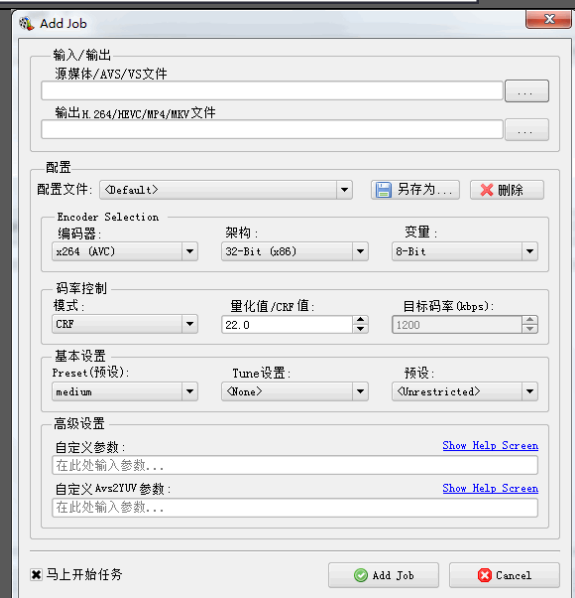 Add Job
输入/输出
源媒体/AVS/VS文件
...
输出H.264/HEVC/MP4/MKV文件
...
配置
配置文件: <Default> 另存为... 删除
Encoder Selection
编码器: 架构: 变量:
x264 (AVC) 32-Bit (x86) 8-Bit
码率控制
模式: 量化值/CRF值: 目标码率(kbps):
CRF 22.0 1200
基本设置
Preset(预设): Tune设置: 预设:
medium <None> <Unrestricted>
高级设置
自定义参数: Show Help Screen
在此处输入参数...
自定义Avs2YUV参数: Show Help Screen
在此处输入参数...
马上开始任务 Add Job Cancel